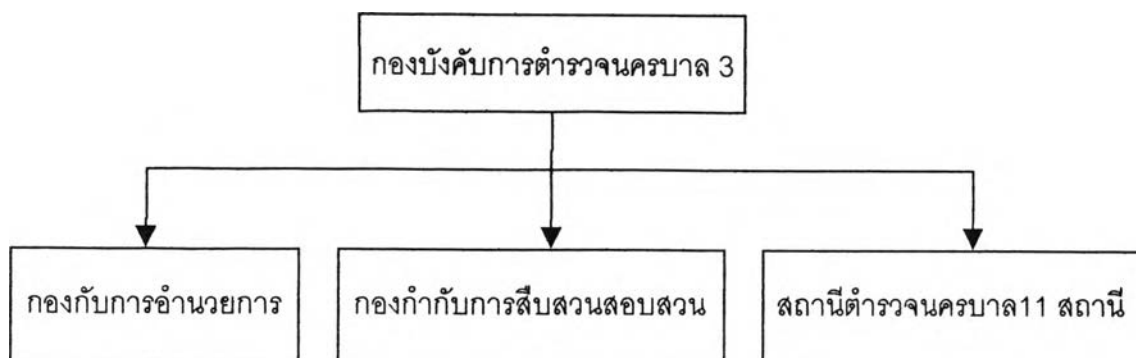 กองบังคับการตำรวจนครบาล 3
กองกับการอำนวยการ
กองกำกับการสืบสวนสอบสวน
สถานีตำรวจนครบาล11 สถานี